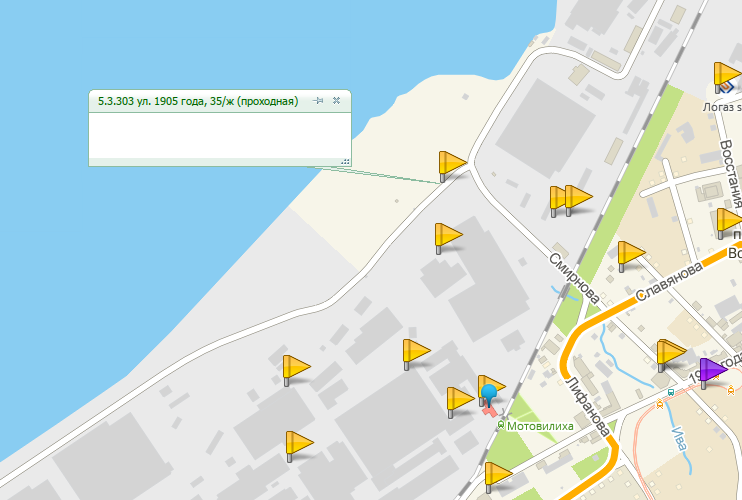 5.3.303 ул. 1905 года, 35/ж (проходная)
Логаз s
Восстания
Смирнова
Славянова
Лифанова
Мотовилиха
Ива